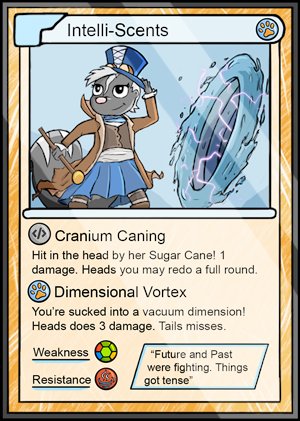 Intelli-Scents
Cranium Caning
Hit in the head by her Sugar Cane! 1
damage. Heads you may redo a full round.
Dimensional Vortex
You're sucked into a vacuum dimension!
Heads does 3 damage. Tails misses.
Weakness
Resistance
"Future and Past
were fighting. Things
got tense"